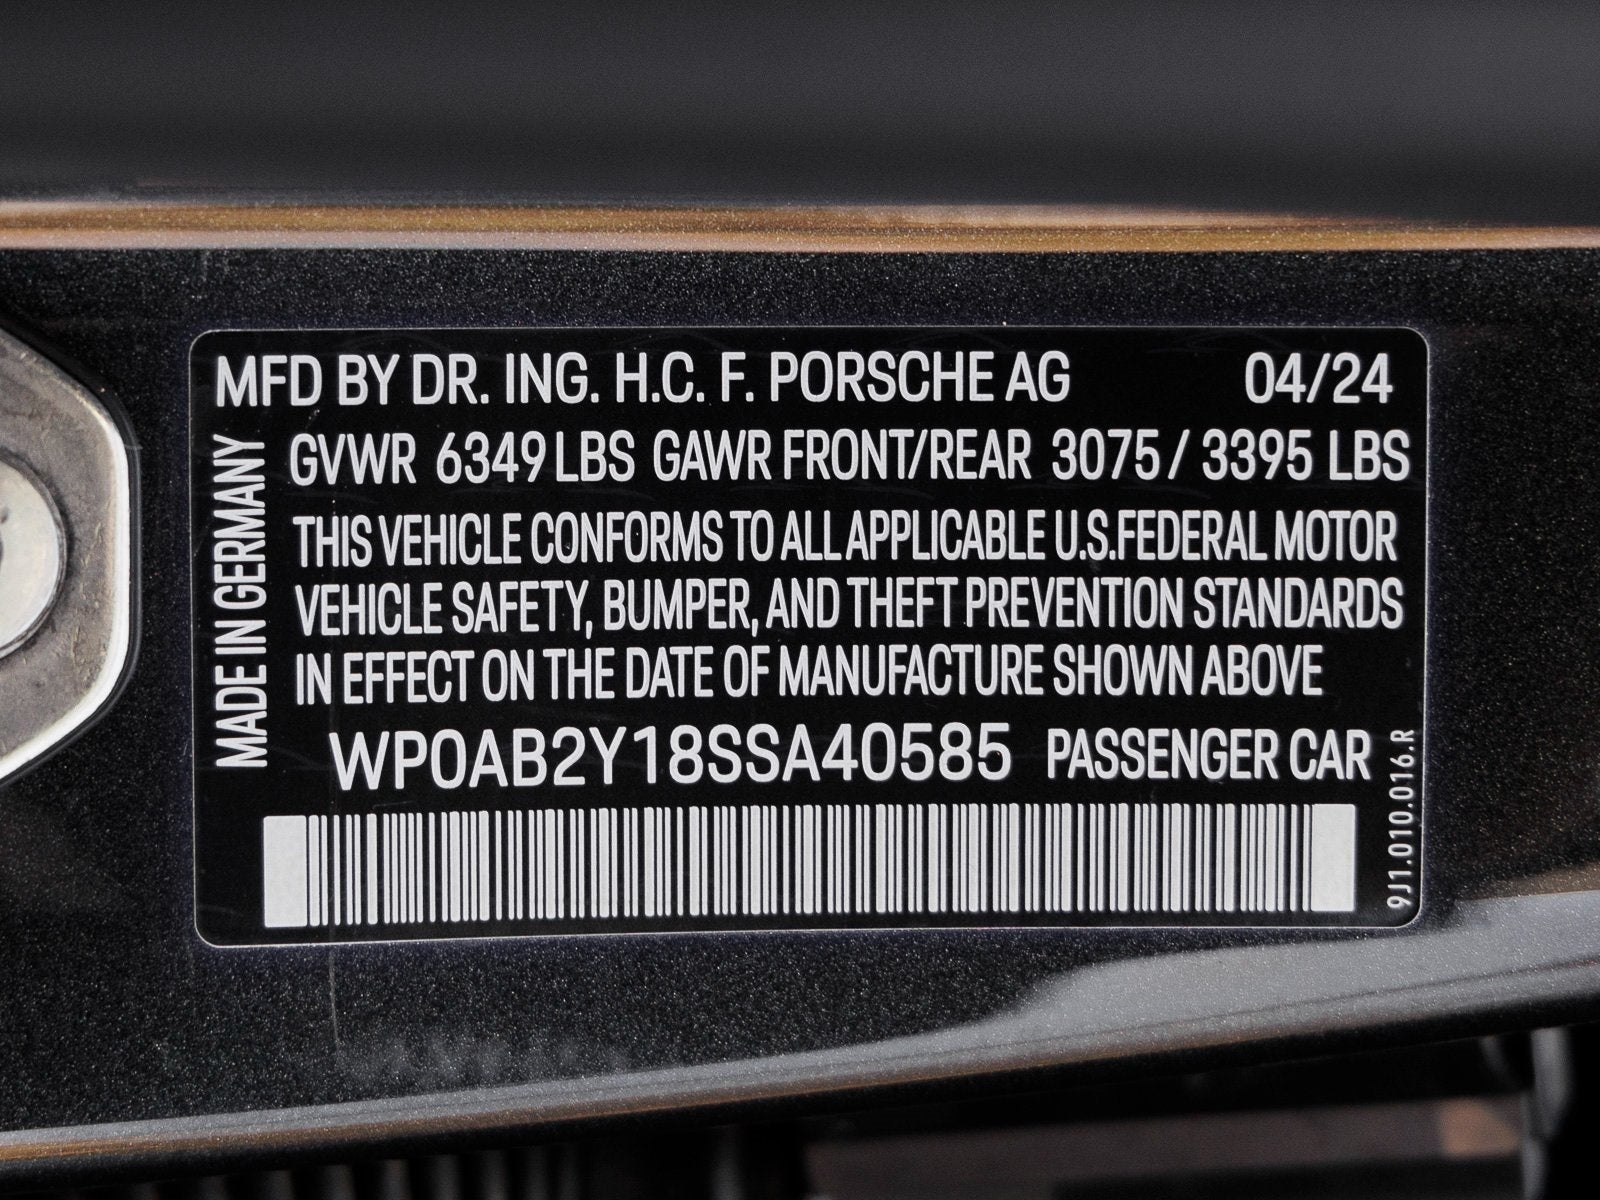 MFD BY DR. ING. H.C. F. PORSCHE AG 04/24
GVWR 6349 LBS GAWR FRONT/REAR 3075 / 3395 LBS
THIS VEHICLE CONFORMS TO ALL APPLICABLE U.S.FEDERAL MOTOR
VEHICLE SAFETY, BUMPER, AND THEFT PREVENTION STANDARDS
IN EFFECT ON THE DATE OF MANUFACTURE SHOWN ABOVE
WP0AB2Y18SSA40585 PASSENGER CAR
MADE IN GERMANY
9J1.010.016.R